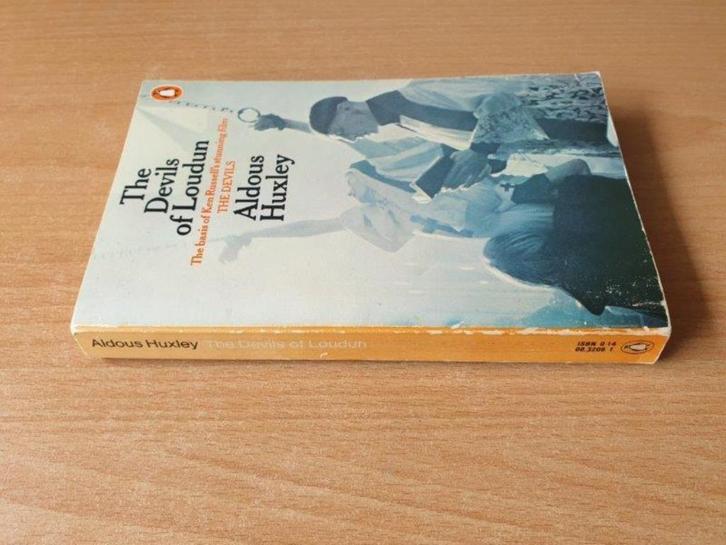 The
Devils
of Loudun
The basis of Ken Russell's stunning film
THE DEVILS
Aldous
Huxley
Aldous Huxley The Devils of Loudun
ISBN 0 14
00.3208 1